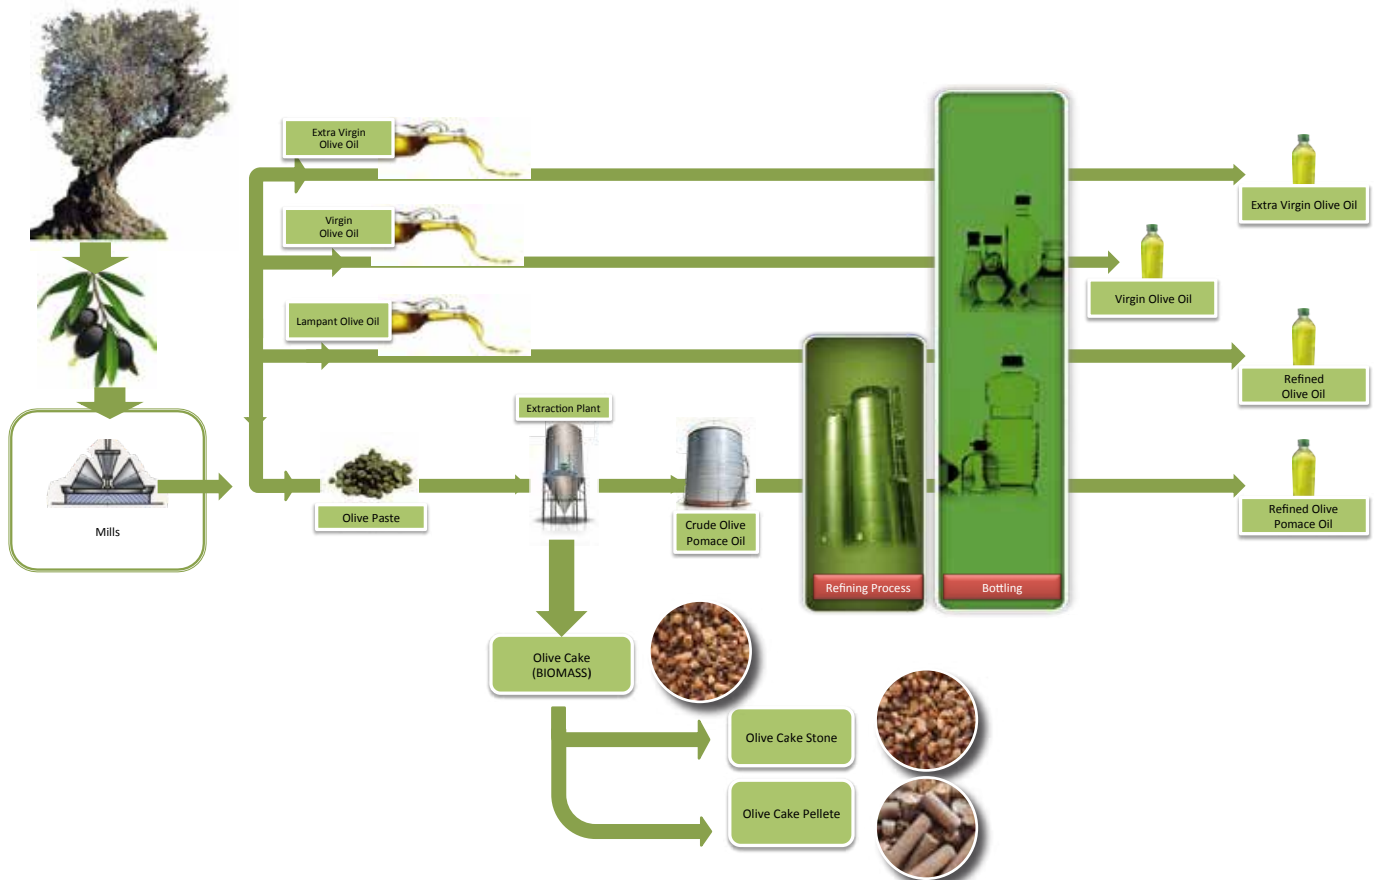 Extra Virgin
Olive Oil
Extra Virgin Olive Oil
Virgin
Olive Oil
Virgin Olive Oil
Lampant Olive Oil
Refined
Olive Oil
Extraction Plant
Mills
Olive Paste
Crude Olive
Pomace Oil
Refined Olive
Pomace Oil
Refining Process
Bottling
Olive Cake
(BIOMASS)
Olive Cake Stone
Olive Cake Pellete